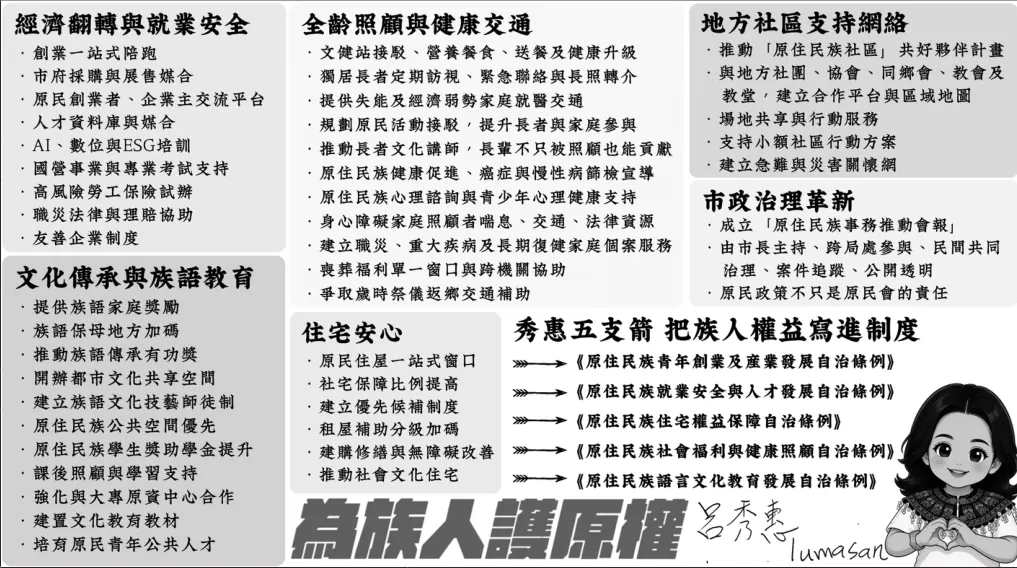 經濟翻轉與就業安全
· 創業一站式陪跑
· 市府採購與展售媒合
· 原民創業者、企業主交流平台
· 人才資料庫與媒合
· AI、數位與ESG培訓
· 國營事業與專業考試支持
· 高風險勞工保險試辦
· 職災法律與理賠協助
· 友善企業制度
文化傳承與族語教育
· 提供族語家庭獎勵
· 族語保母地方加碼
· 推動族語傳承有功獎
· 開辦都市文化共享空間
· 建立族語文化技藝師徒制
· 原住民族公共空間優先
· 原住民族學生獎助學金提升
· 課後照顧與學習支持
· 強化與大專原資中心合作
· 建置文化教育教材
· 培育原民青年公共人才
全齡照顧與健康交通
· 文健站接駁、營養餐食、送餐及健康升級
· 獨居長者定期訪視、緊急聯絡與長照轉介
· 提供失能及經濟弱勢家庭就醫交通
· 規劃原民活動接駁，提升長者與家庭參與
· 推動長者文化講師，長輩不只被照顧也能貢獻
· 原住民族健康促進、癌症與慢性病篩檢宣導
· 原住民族心理諮詢與青少年心理健康支持
· 身心障礙家庭照顧者喘息、交通、法律資源
· 建立職災、重大疾病及長期復健家庭個案服務
· 喪葬福利單一窗口與跨機關協助
· 爭取歲時祭儀返鄉交通補助
住宅安心
· 原民住屋一站式窗口
· 社宅保障比例提高
· 建立優先候補制度
· 租屋補助分級加碼
· 建購修繕與無障礙改善
· 推動社會文化住宅
地方社區支持網絡
· 推動「原住民族社區」共好夥伴計畫
· 與地方社團、協會、同鄉會、教會及
教堂，建立合作平台與區域地圖
· 場地共享與行動服務
· 支持小額社區行動方案
· 建立急難與災害關懷網
市政治理革新
· 成立「原住民族事務推動會報」
· 由市長主持、跨局處參與、民間共同
治理、案件追蹤、公開透明
· 原民政策不只是原民會的責任
秀惠五支箭 把族人權益寫進制度
《原住民族青年創業及產業發展自治條例》
《原住民族就業安全與人才發展自治條例》
《原住民族住宅權益保障自治條例》
《原住民族社會福利與健康照顧自治條例》
《原住民族語言文化教育發展自治條例》
為族人護原權
呂秀惠
lumasan